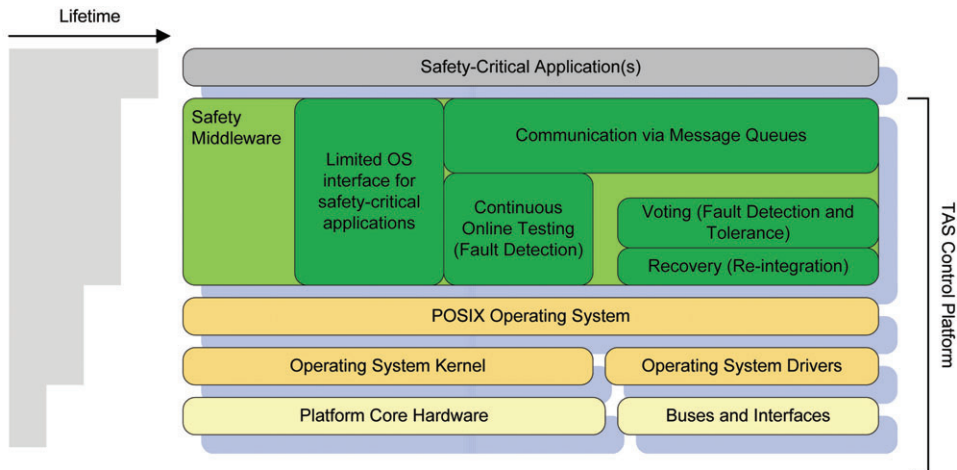 Lifetime
Safety-Critical Application(s)
Safety
Middleware
Limited OS
interface for
safety-critical
applications
Communication via Message Queues
Continuous
Online Testing
(Fault Detection)
Voting (Fault Detection and
Tolerance)
Recovery (Re-integration)
POSIX Operating System
Operating System Kernel
Operating System Drivers
Platform Core Hardware
Buses and Interfaces
TAS Control Platform